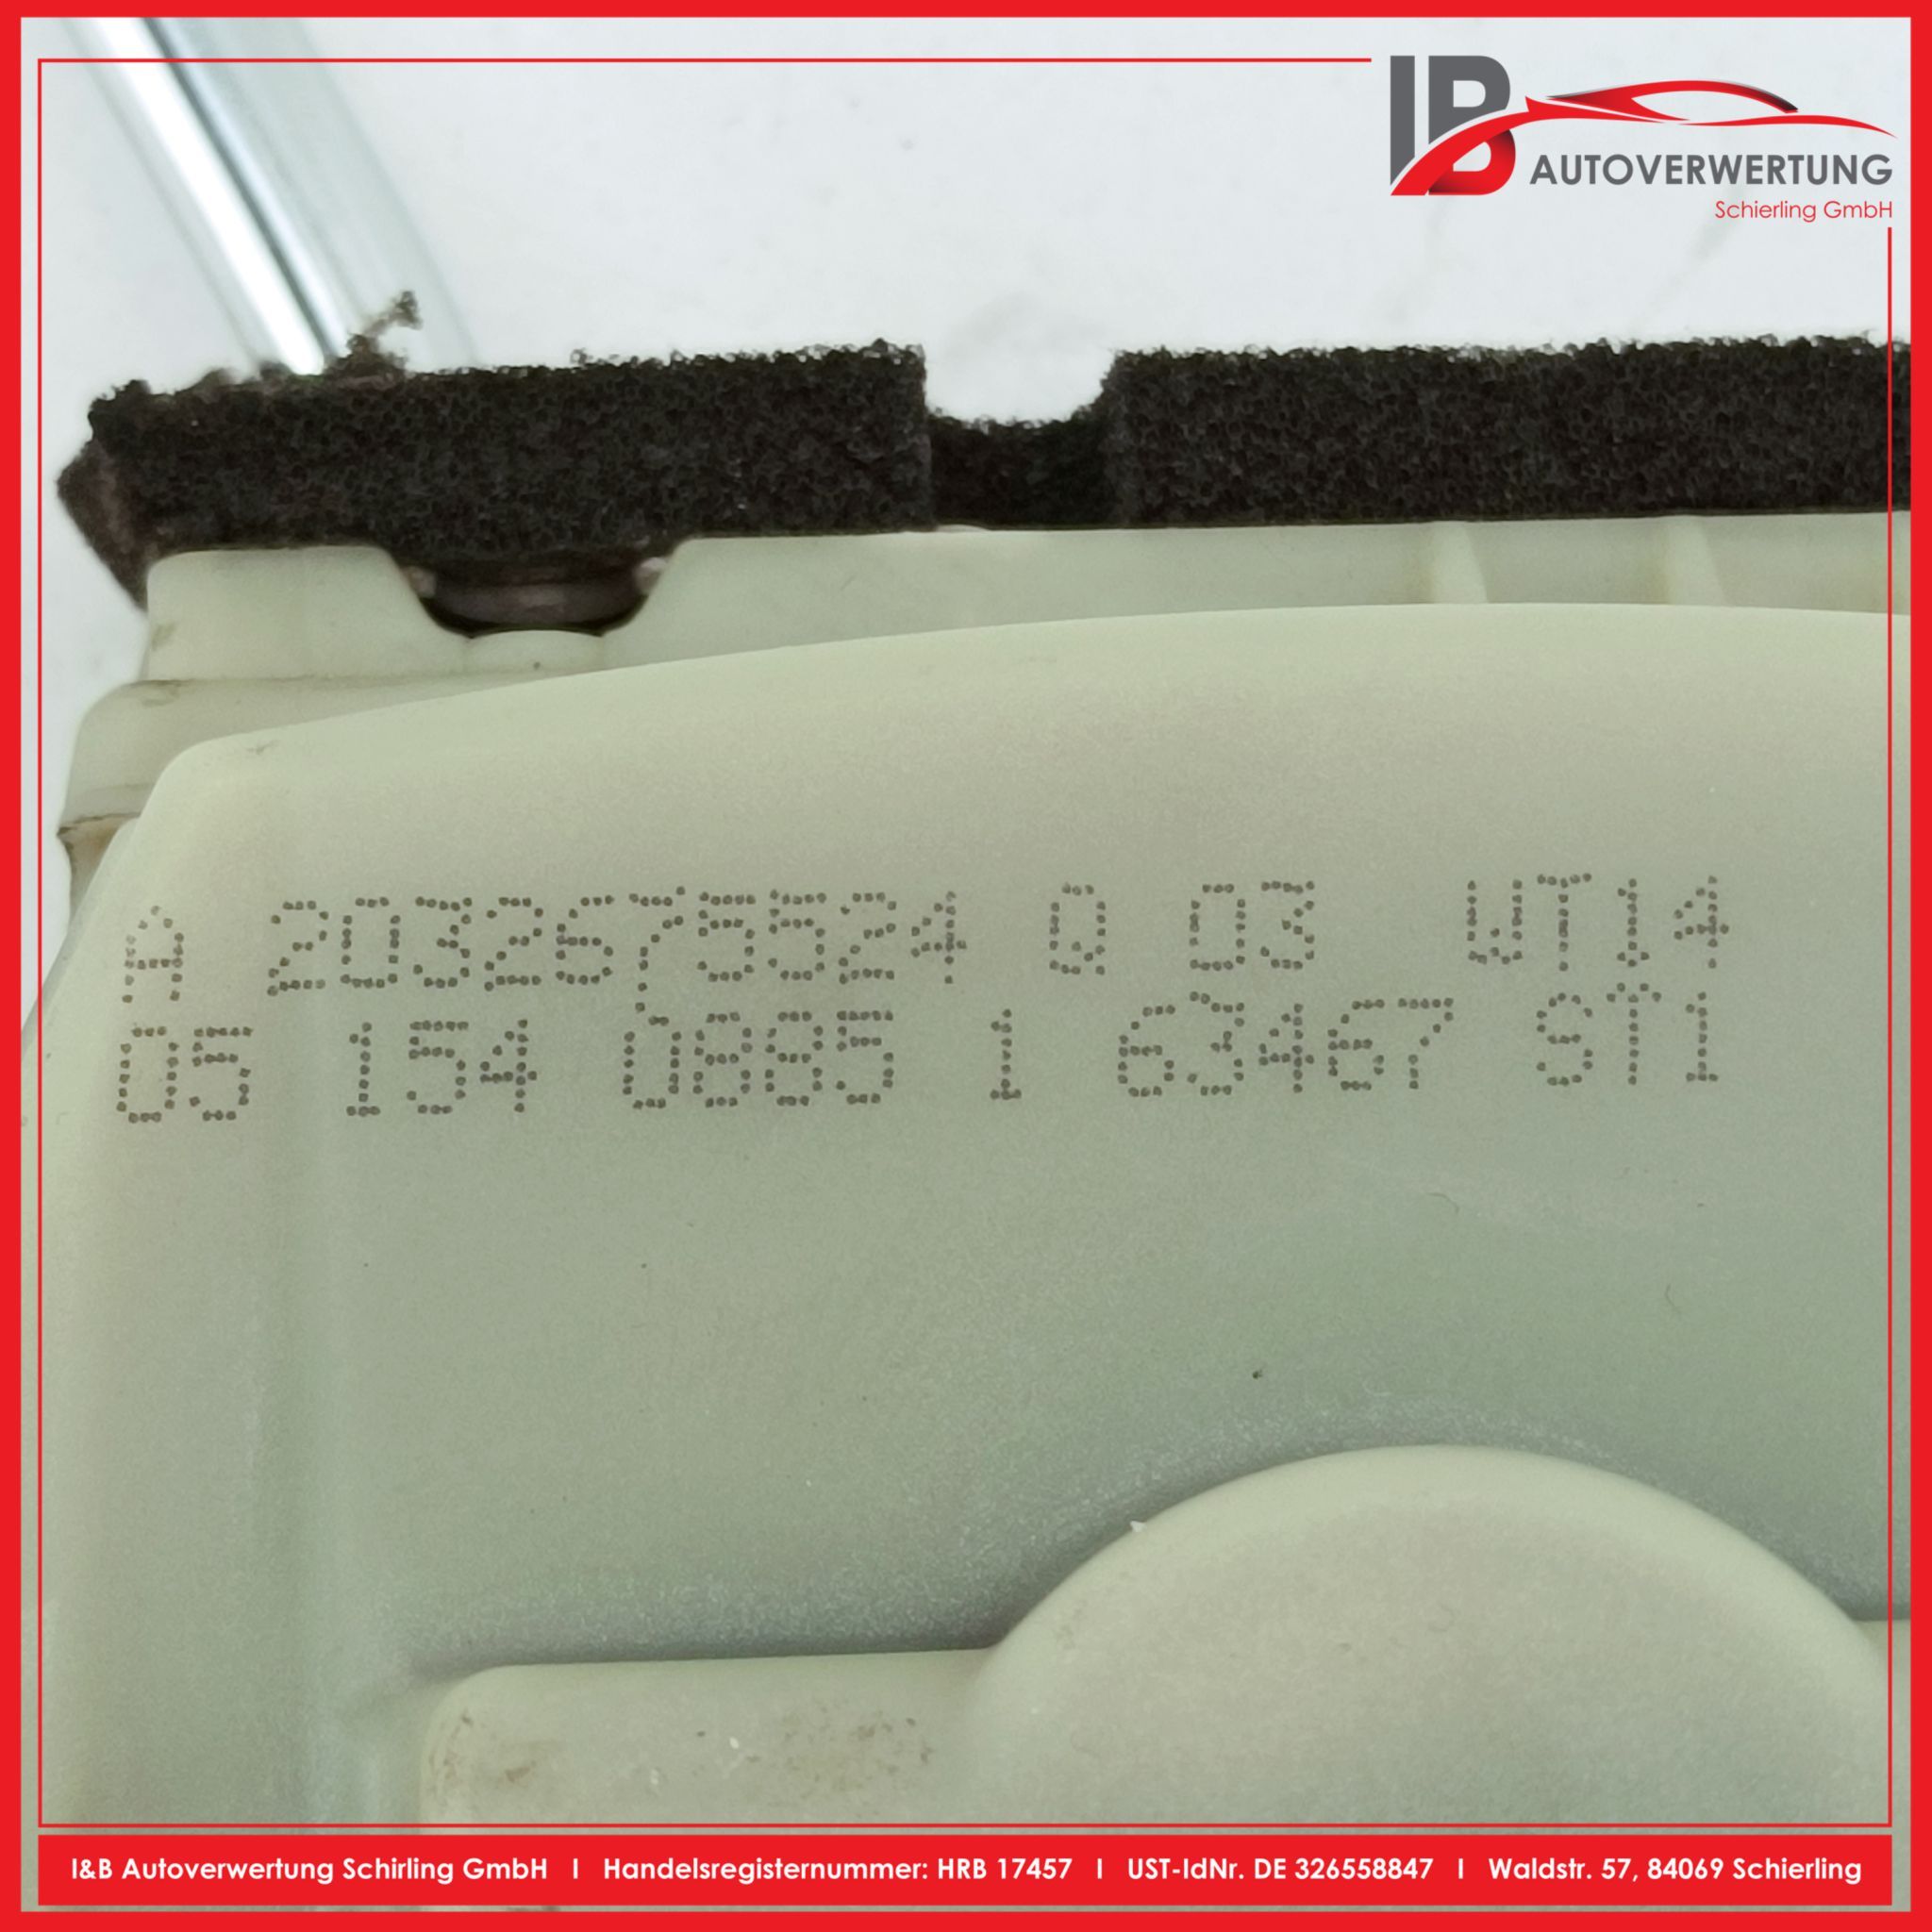 IB AUTOVERWERTUNG
Schierling GmbH
A 2032675524 Q 03 WT14
05 154 0885 1 63467 ST1
I&B Autoverwertung Schirling GmbH I Handelsregisternummer: HRB 17457 I UST-IdNr. DE 326558847 I Waldstr. 57, 84069 Schierling